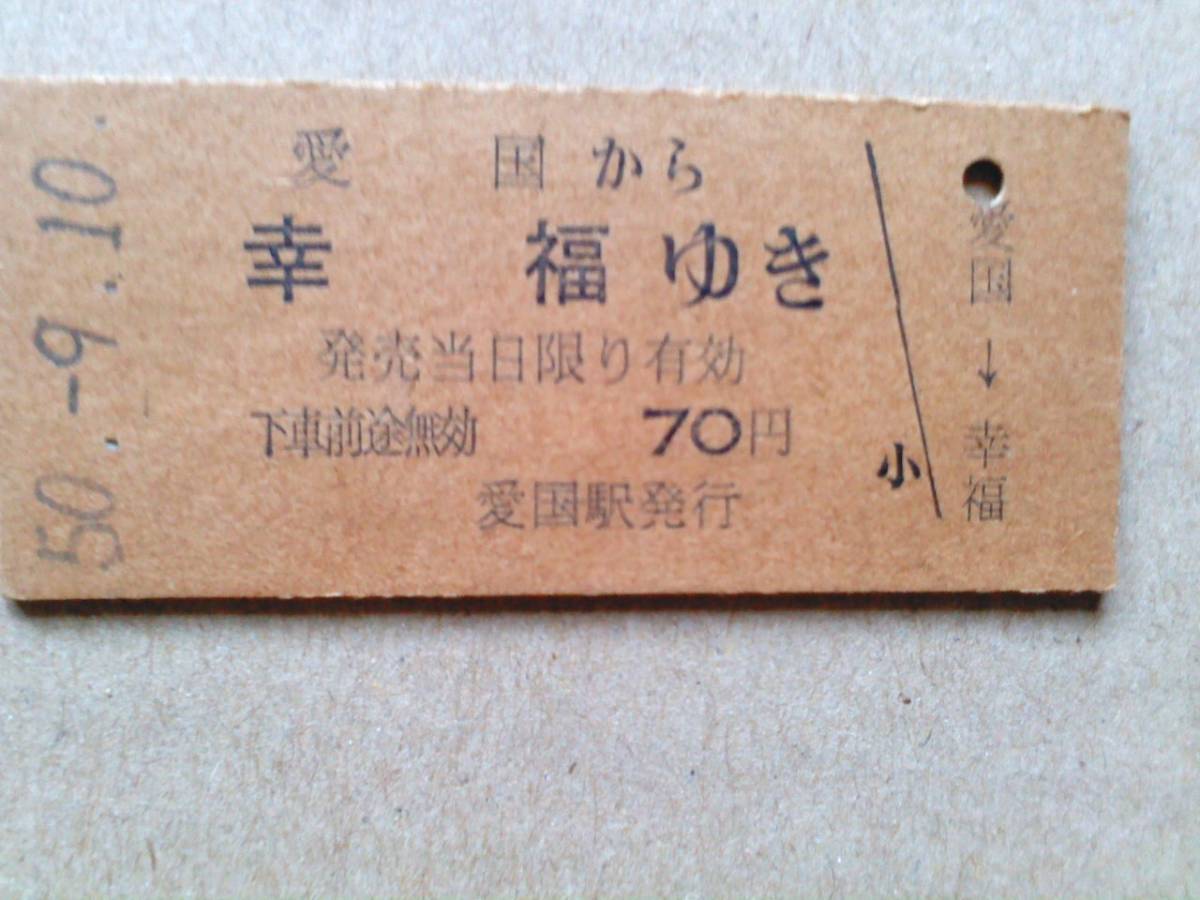 50.-9.10.
愛国から
幸福ゆき
発売当日限り有効
下車前途無効 70円
愛国駅発行
小
愛国→幸福